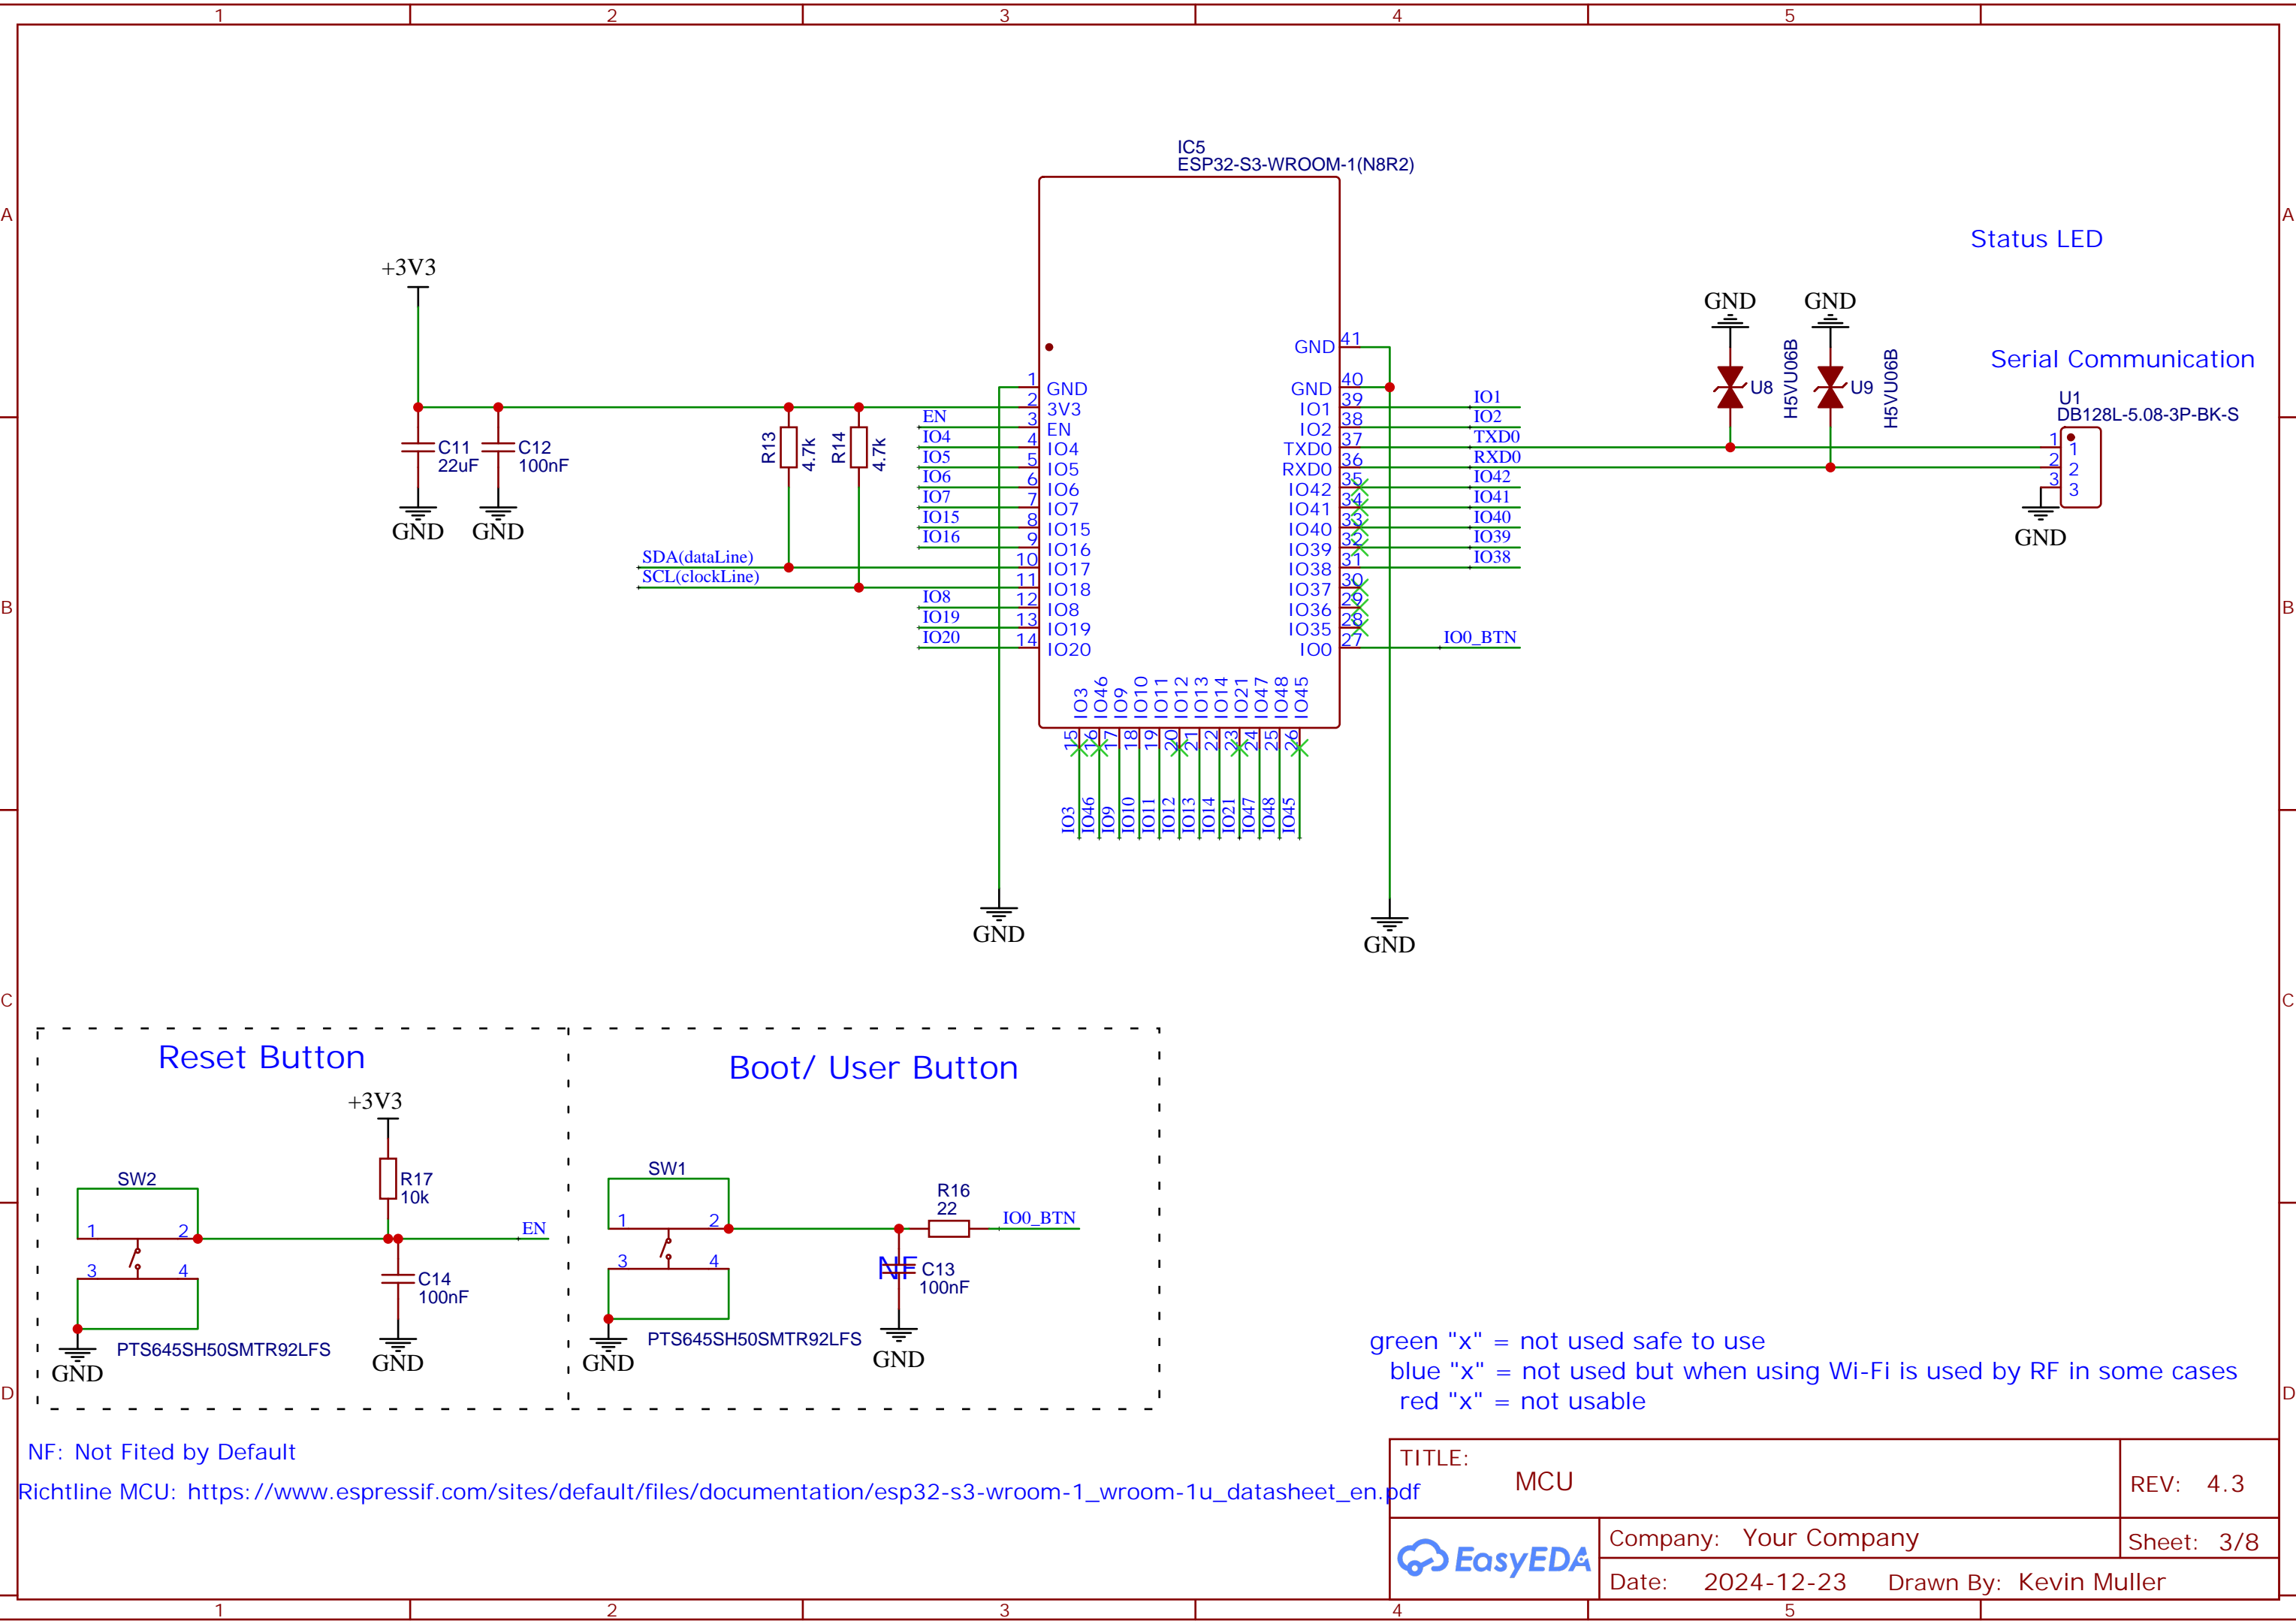 1 2 3 4 5
IC5
ESP32-S3-WROOM-1(N8R2)
A A
Status LED
+3V3
GND GND
Serial Communication
U8 H5VU06B U9 H5VU06B
U1
DB128L-5.08-3P-BK-S
1 1
2 2
3 3
GND
C11
22uF
C12
100nF
GND GND
R13 4.7k
R14 4.7k
1 GND
2 3V3
EN 3 EN
IO4 4 IO4
IO5 5 IO5
IO6 6 IO6
IO7 7 IO7
IO15 8 IO15
IO16 9 IO16
SDA(dataLine) 10 IO17
SCL(clockLine) 11 IO18
IO8 12 IO8
IO19 13 IO19
IO20 14 IO20
GND 41
GND 40
IO1 39 IO1
IO2 38 IO2
TXD0 37 TXD0
RXD0 36 RXD0
IO42 35 IO42
IO41 34 IO41
IO40 33 IO40
IO39 32 IO39
IO38 31 IO38
IO37 30
IO36 29
IO35 28
IO0 27 IO0_BTN
B B
IO3 IO46 IO9 IO10 IO11 IO12 IO13 IO14 IO21 IO47 IO48 IO45
15 16 17 18 19 20 21 22 23 24 25 26
IO3 IO46 IO9 IO10 IO11 IO12 IO13 IO14 IO21 IO47 IO48 IO45
GND
GND
C C
Reset Button
+3V3
R17
10k
SW2
1 2
3 4
EN
C14
100nF
PTS645SH50SMTR92LFS
GND
GND
Boot/ User Button
SW1
1 2
3 4
R16
22
IO0_BTN
NF
C13
100nF
PTS645SH50SMTR92LFS
GND
GND
green "x" = not used safe to use
blue "x" = not used but when using Wi-Fi is used by RF in some cases
red "x" = not usable
D D
NF: Not Fited by Default
Richtline MCU: https://www.espressif.com/sites/default/files/documentation/esp32-s3-wroom-1_wroom-1u_datasheet_en.pdf
TITLE:
MCU
REV: 4.3
EasyEDA
Company: Your Company
Sheet: 3/8
Date: 2024-12-23
Drawn By: Kevin Muller
1 2 3 4 5